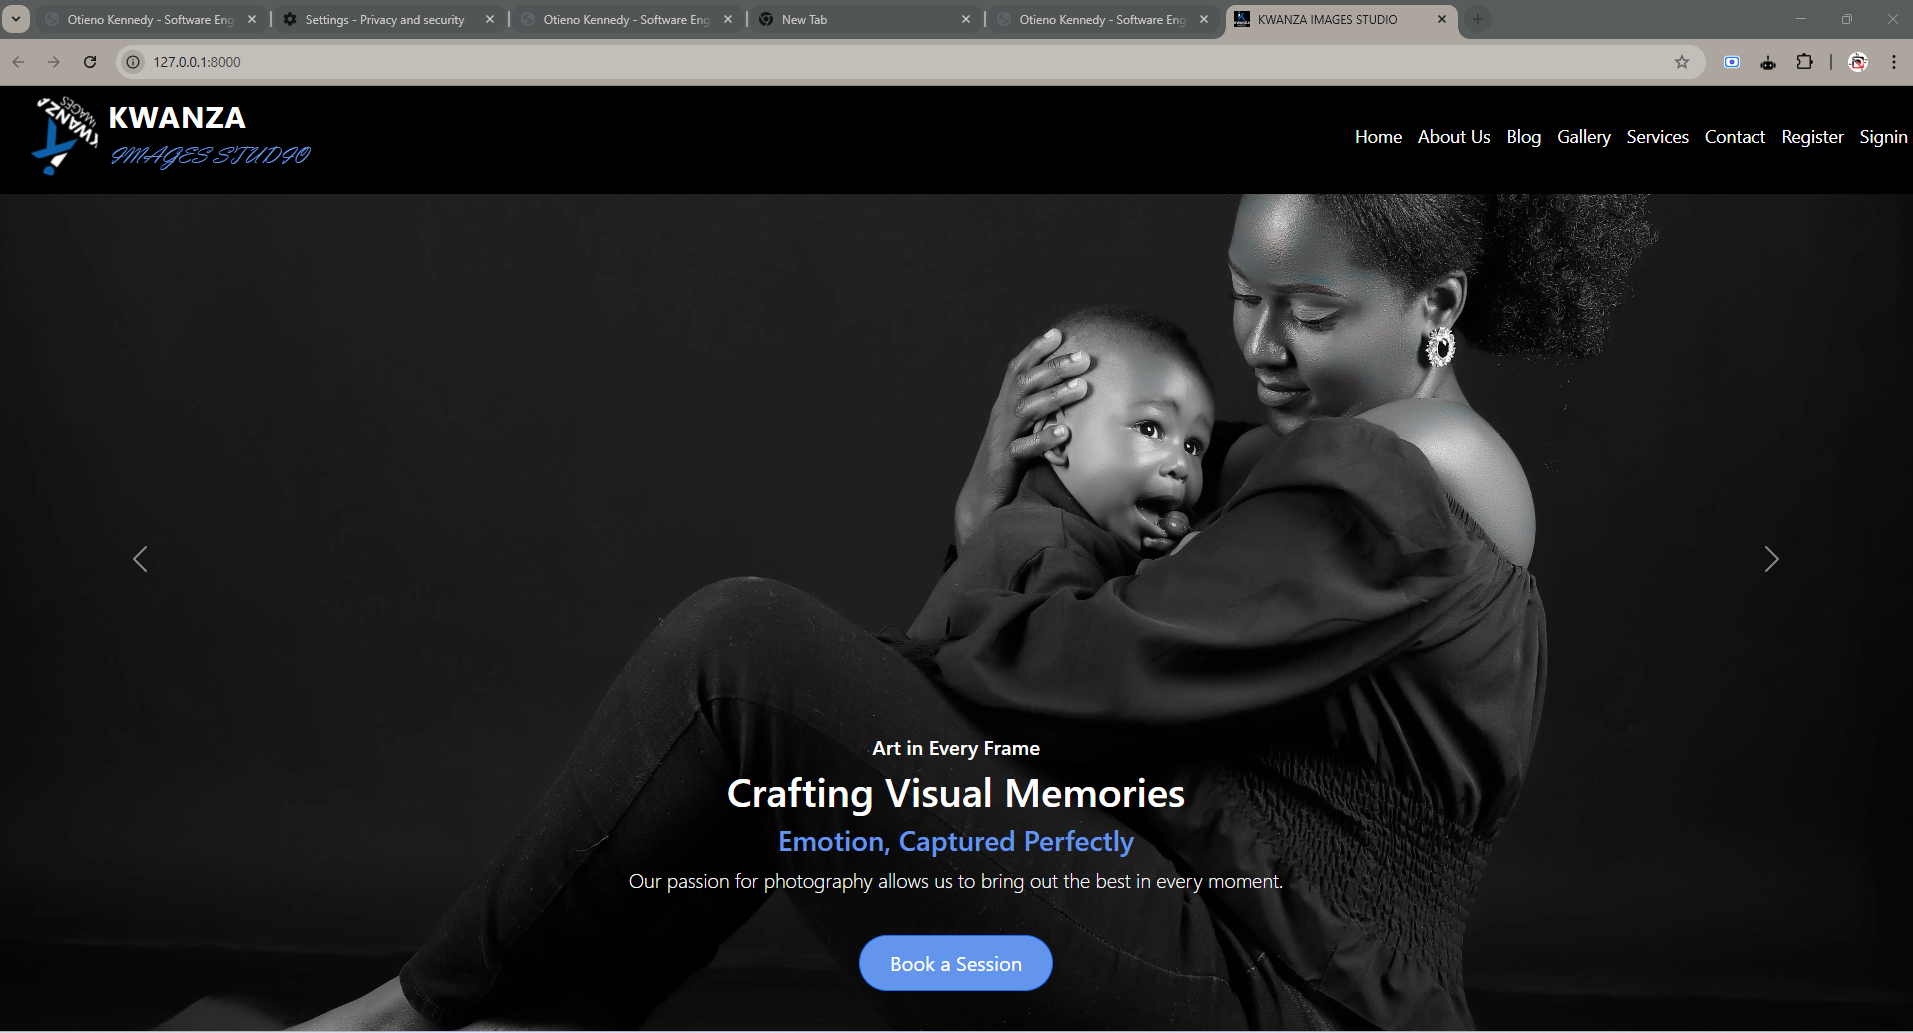 Otieno Kennedy - Software Eng
Settings - Privacy and security
Otieno Kennedy - Software Eng
New Tab
Otieno Kennedy - Software Eng
KWANZA IMAGES STUDIO
127.0.0.1:8000
KWANZA
IMAGES
KWANZA
IMAGES STUDIO
Home About Us Blog Gallery Services Contact Register Signin
Art in Every Frame
Crafting Visual Memories
Emotion, Captured Perfectly
Our passion for photography allows us to bring out the best in every moment.
Book a Session